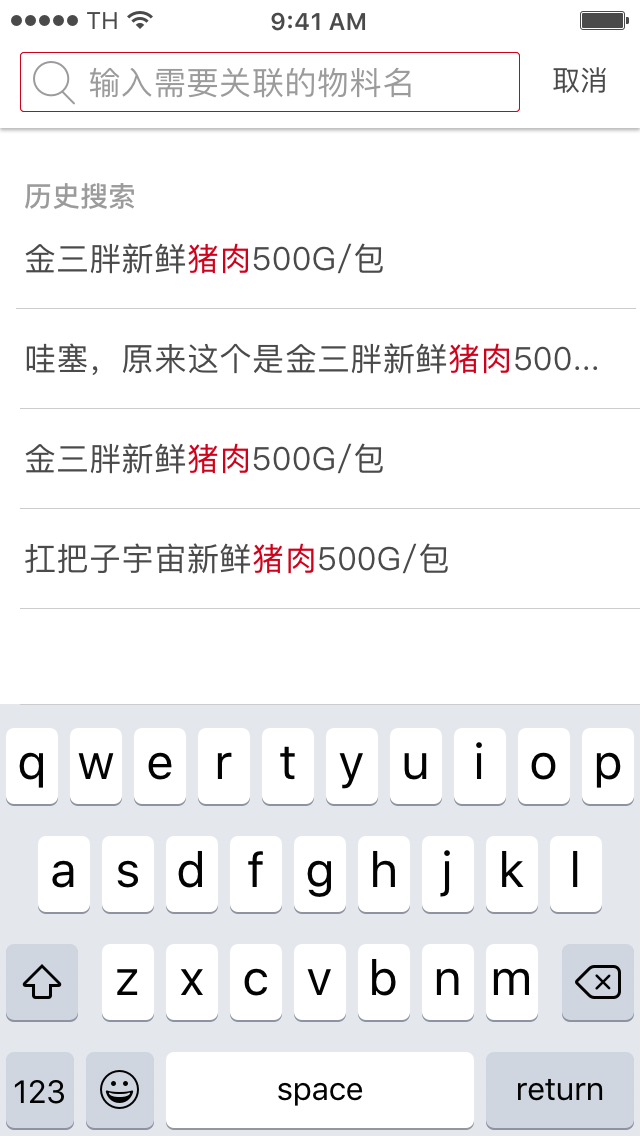 TH 9:41 AM
输入需要关联的物料名 取消
历史搜索
金三胖新鲜猪肉500G/包
哇塞，原来这个是金三胖新鲜猪肉500...
金三胖新鲜猪肉500G/包
扛把子宇宙新鲜猪肉500G/包
q w e r t y u i o p
a s d f g h j k l
z x c v b n m
123 space return